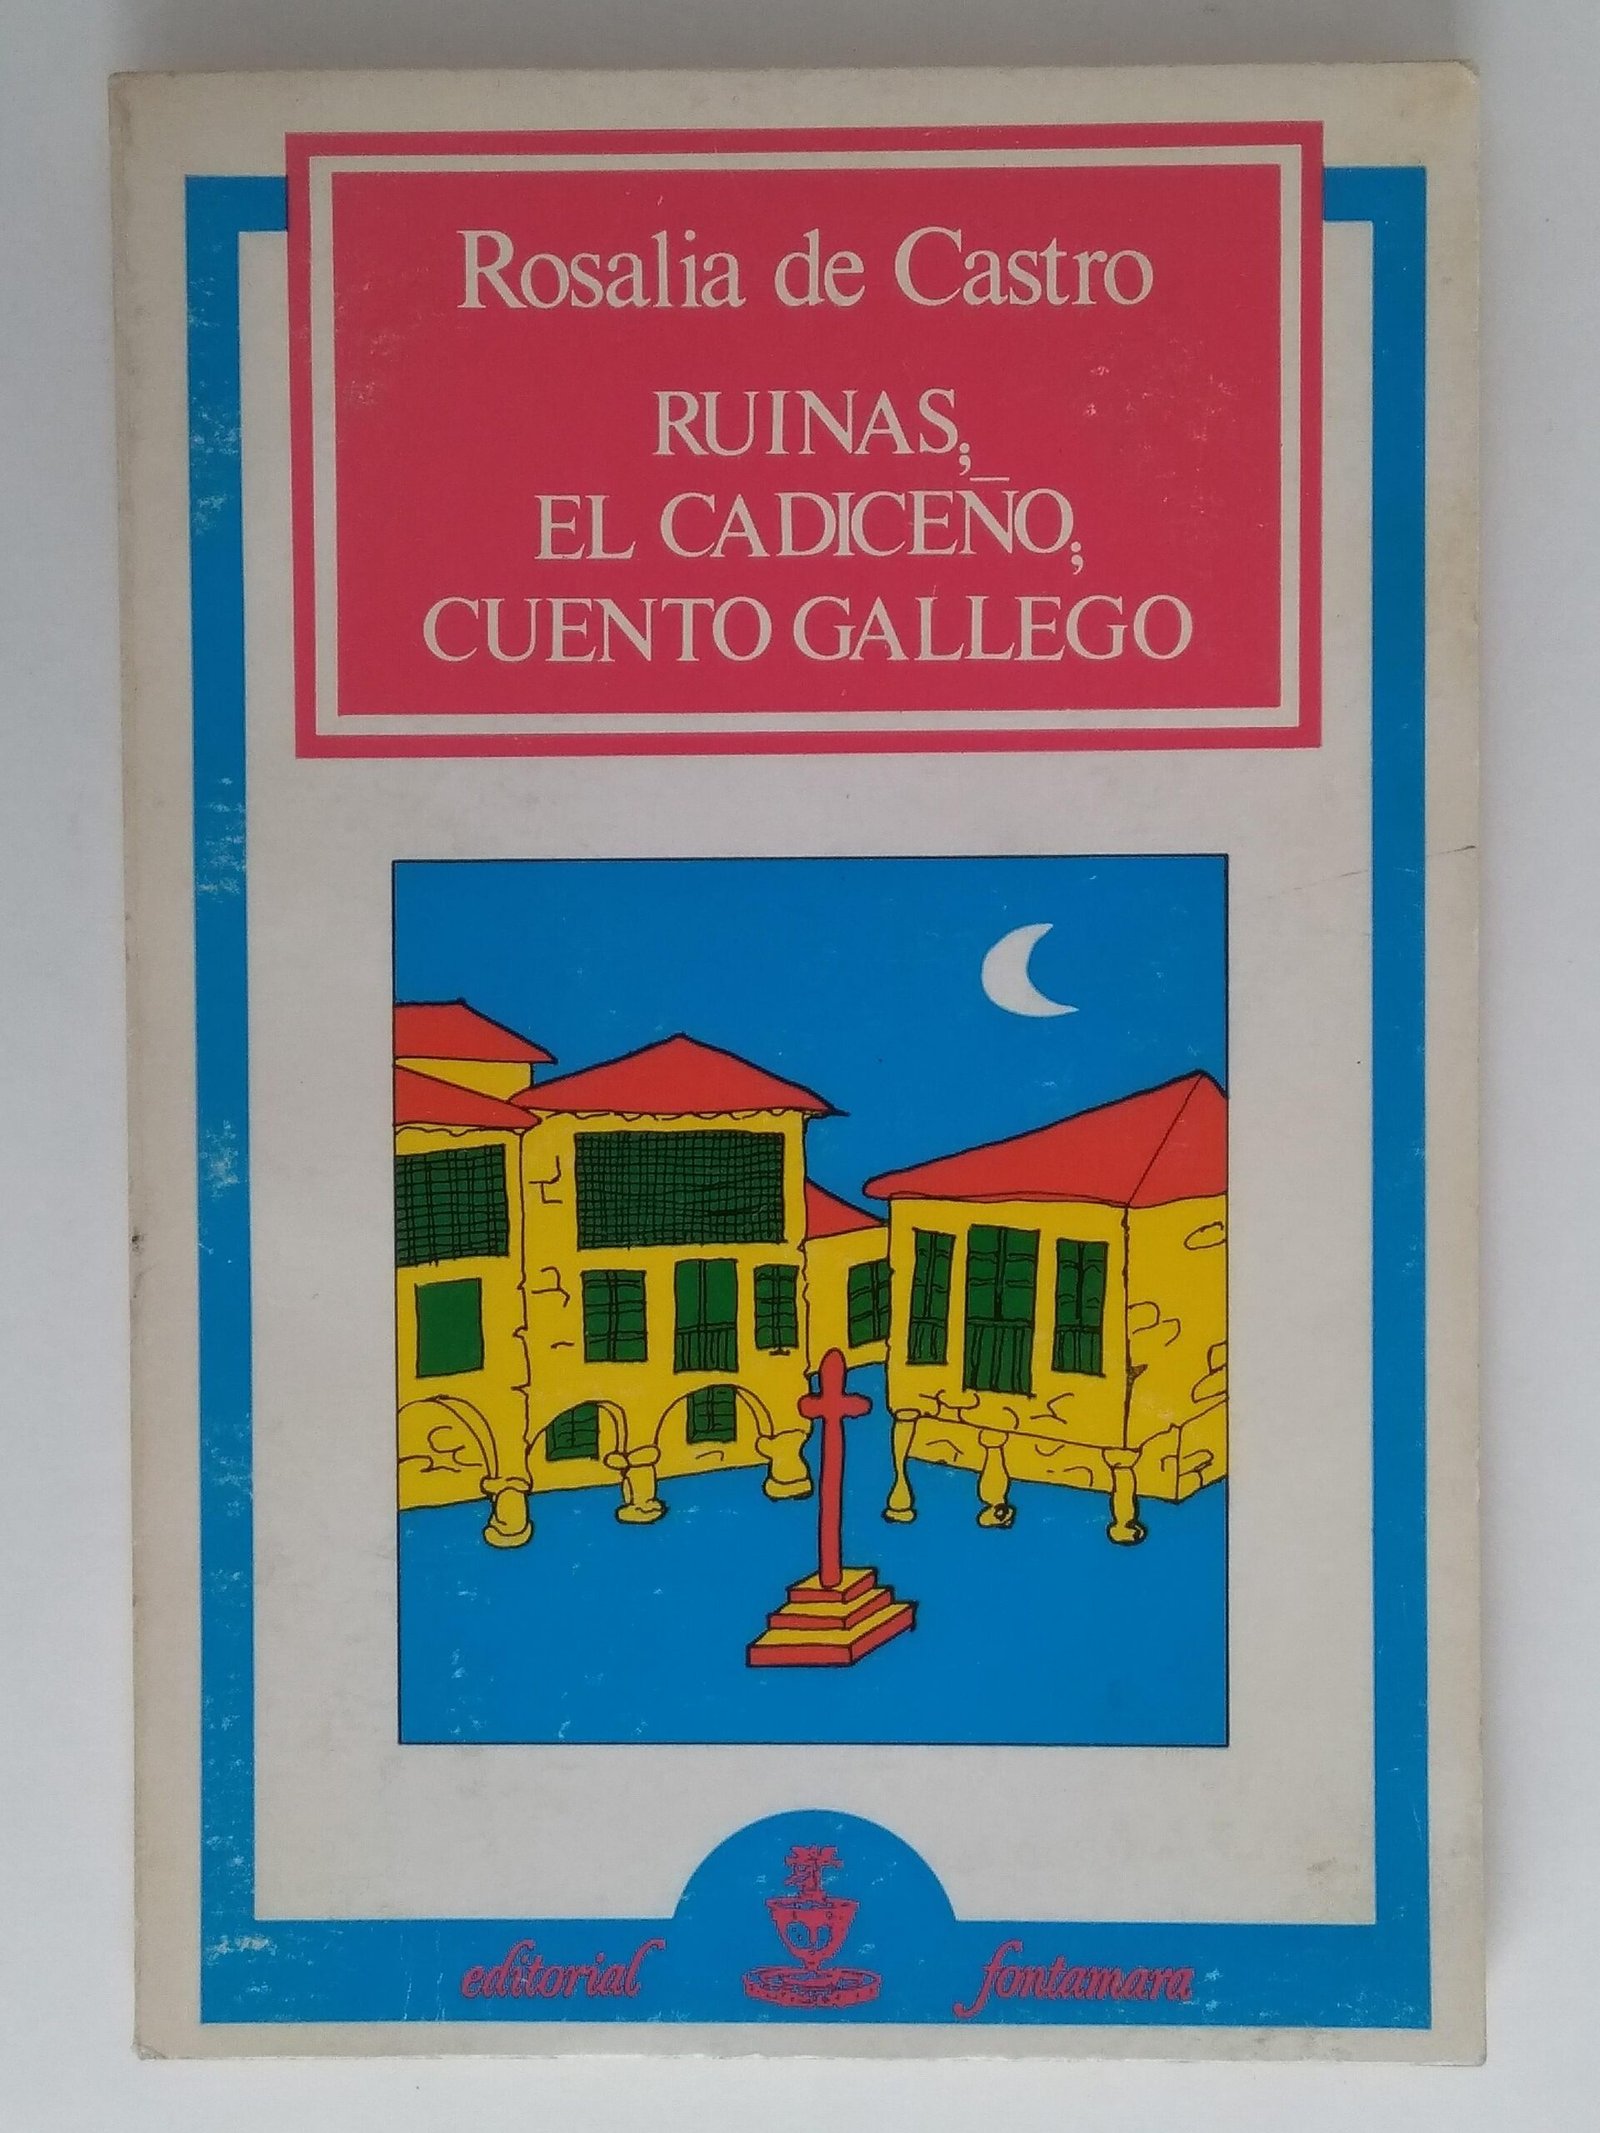 Rosalia de Castro
RUINAS;
EL CADICEÑO;
CUENTO GALLEGO
editorial fontamara